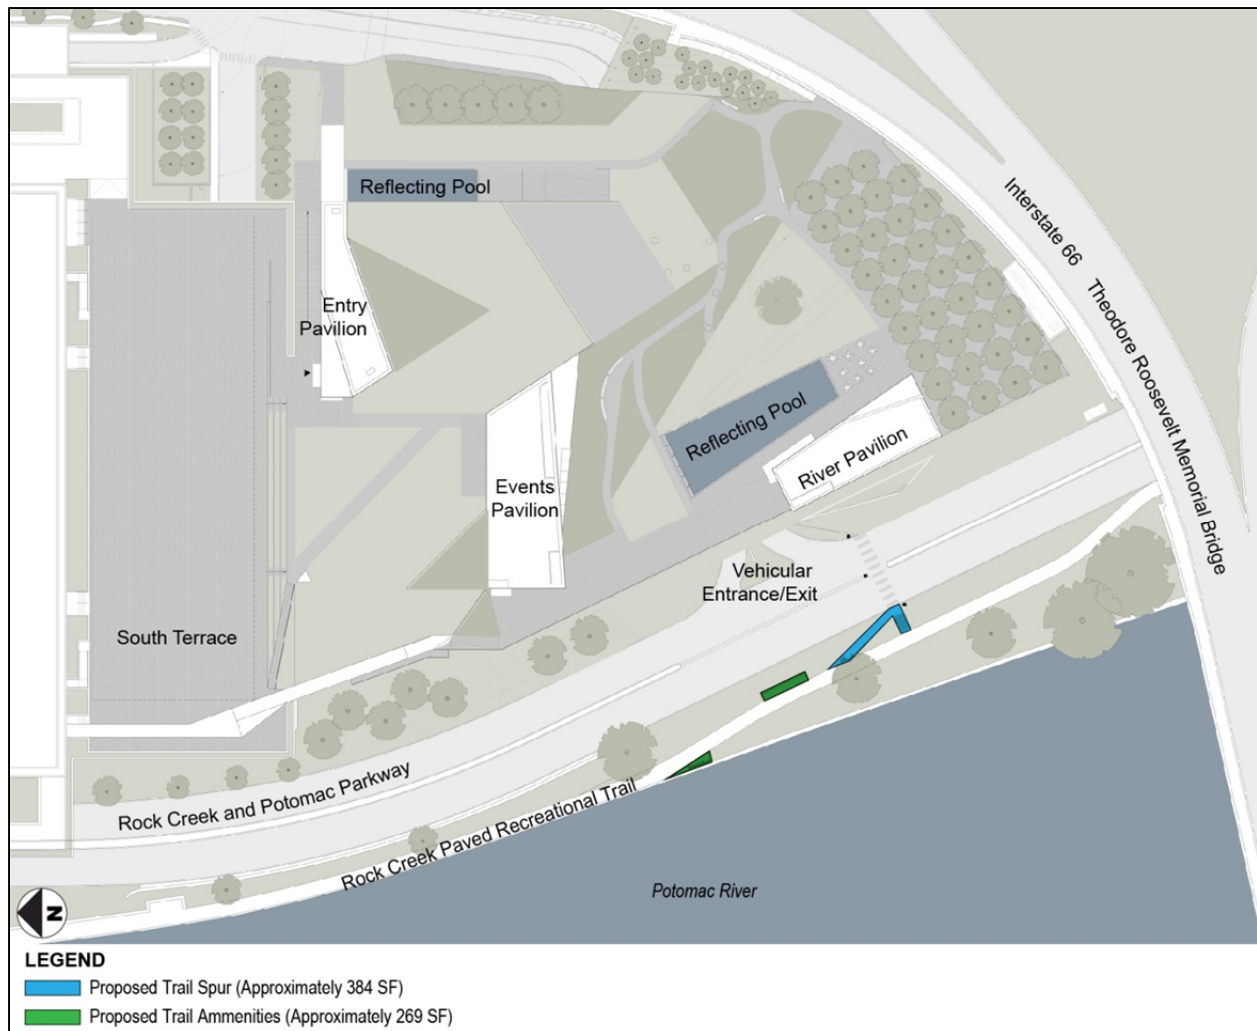 Reflecting Pool
Interstate 66
Theodore Roosevelt Memorial Bridge
Entry
Pavilion
Reflecting Pool
River Pavilion
Events
Pavilion
Vehicular
Entrance/Exit
South Terrace
Rock Creek and Potomac Parkway
Rock Creek Paved Recreational Trail
Potomac River
N
LEGEND
Proposed Trail Spur (Approximately 384 SF)
Proposed Trail Ammenities (Approximately 269 SF)